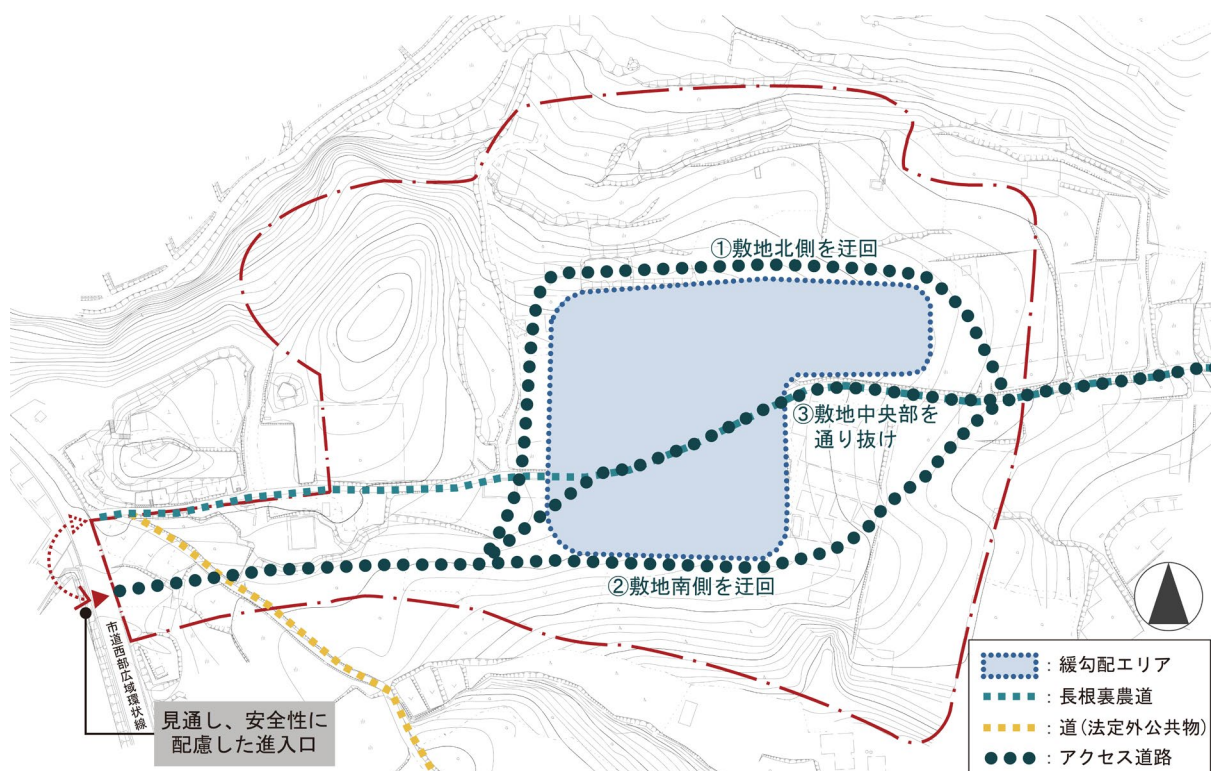 ①敷地北側を迂回
③敷地中央部を
通り抜け
②敷地南側を迂回
市道西部広域環状線
見通し、安全性に
配慮した進入口
：緩勾配エリア
：長根裏農道
：道(法定外公共物)
：アクセス道路